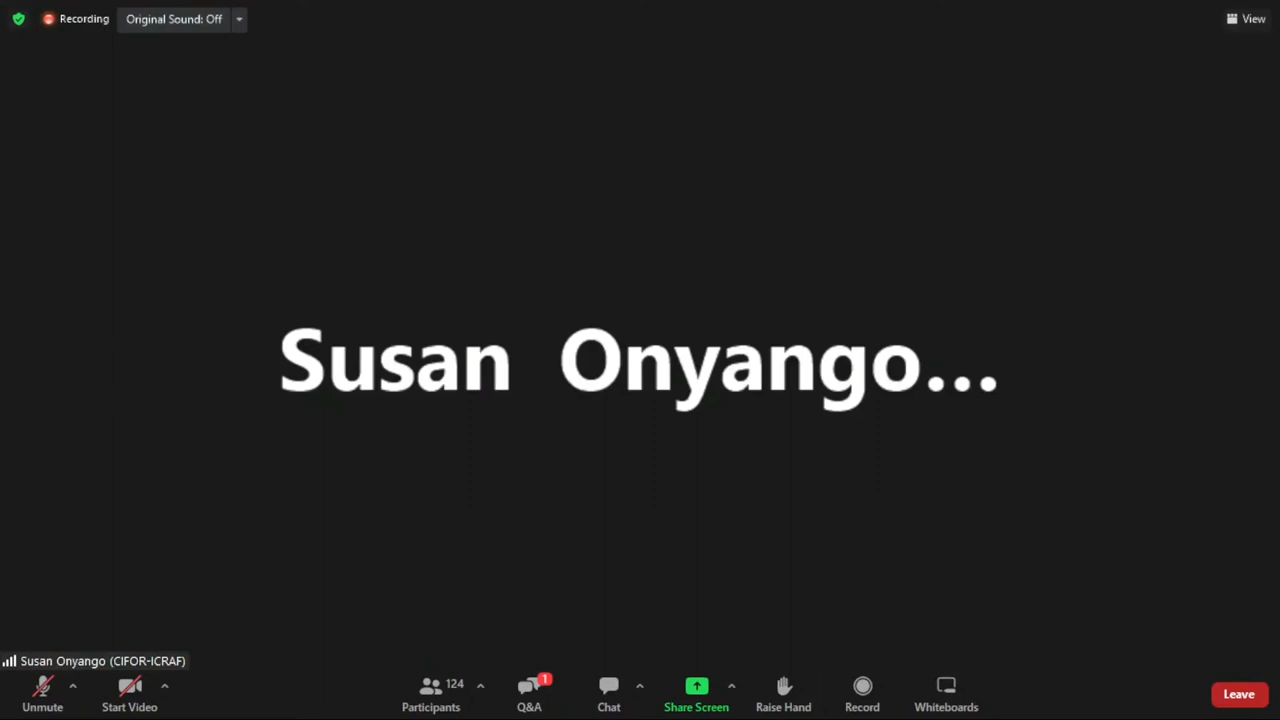 Recording
Original Sound: Off
View
Susan Onyango...
Susan Onyango (CIFOR-ICRAF)
Unmute
Start Video
124
Participants
1
Q&A
Chat
Share Screen
Raise Hand
Record
Whiteboards
Leave